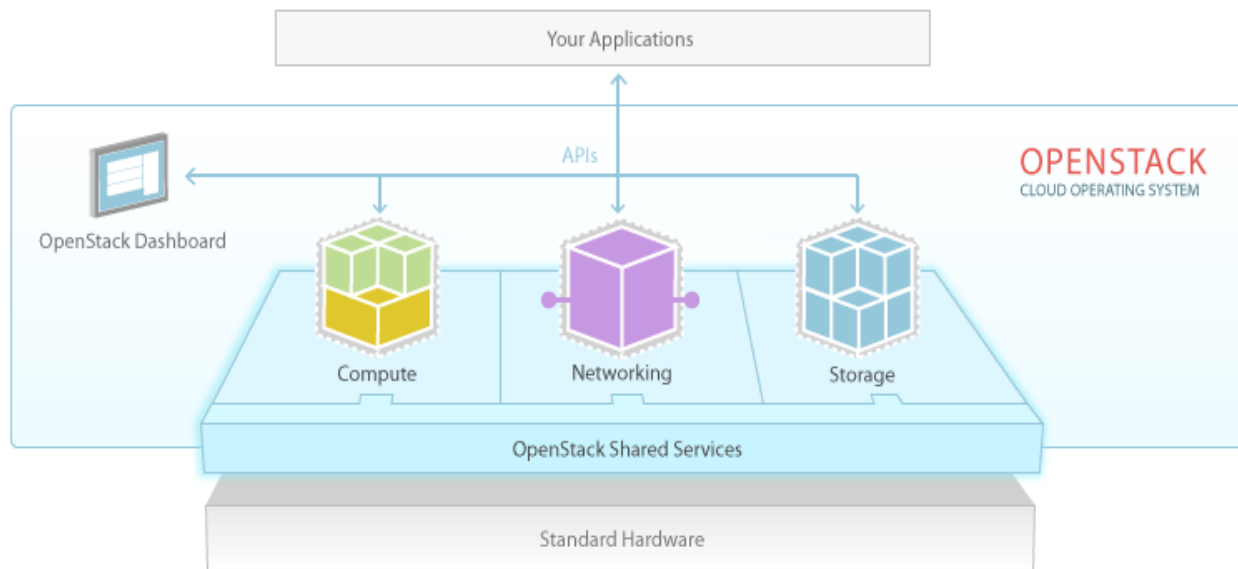 Your Applications
APIs
OPENSTACK
CLOUD OPERATING SYSTEM
OpenStack Dashboard
Compute
Networking
Storage
OpenStack Shared Services
Standard Hardware